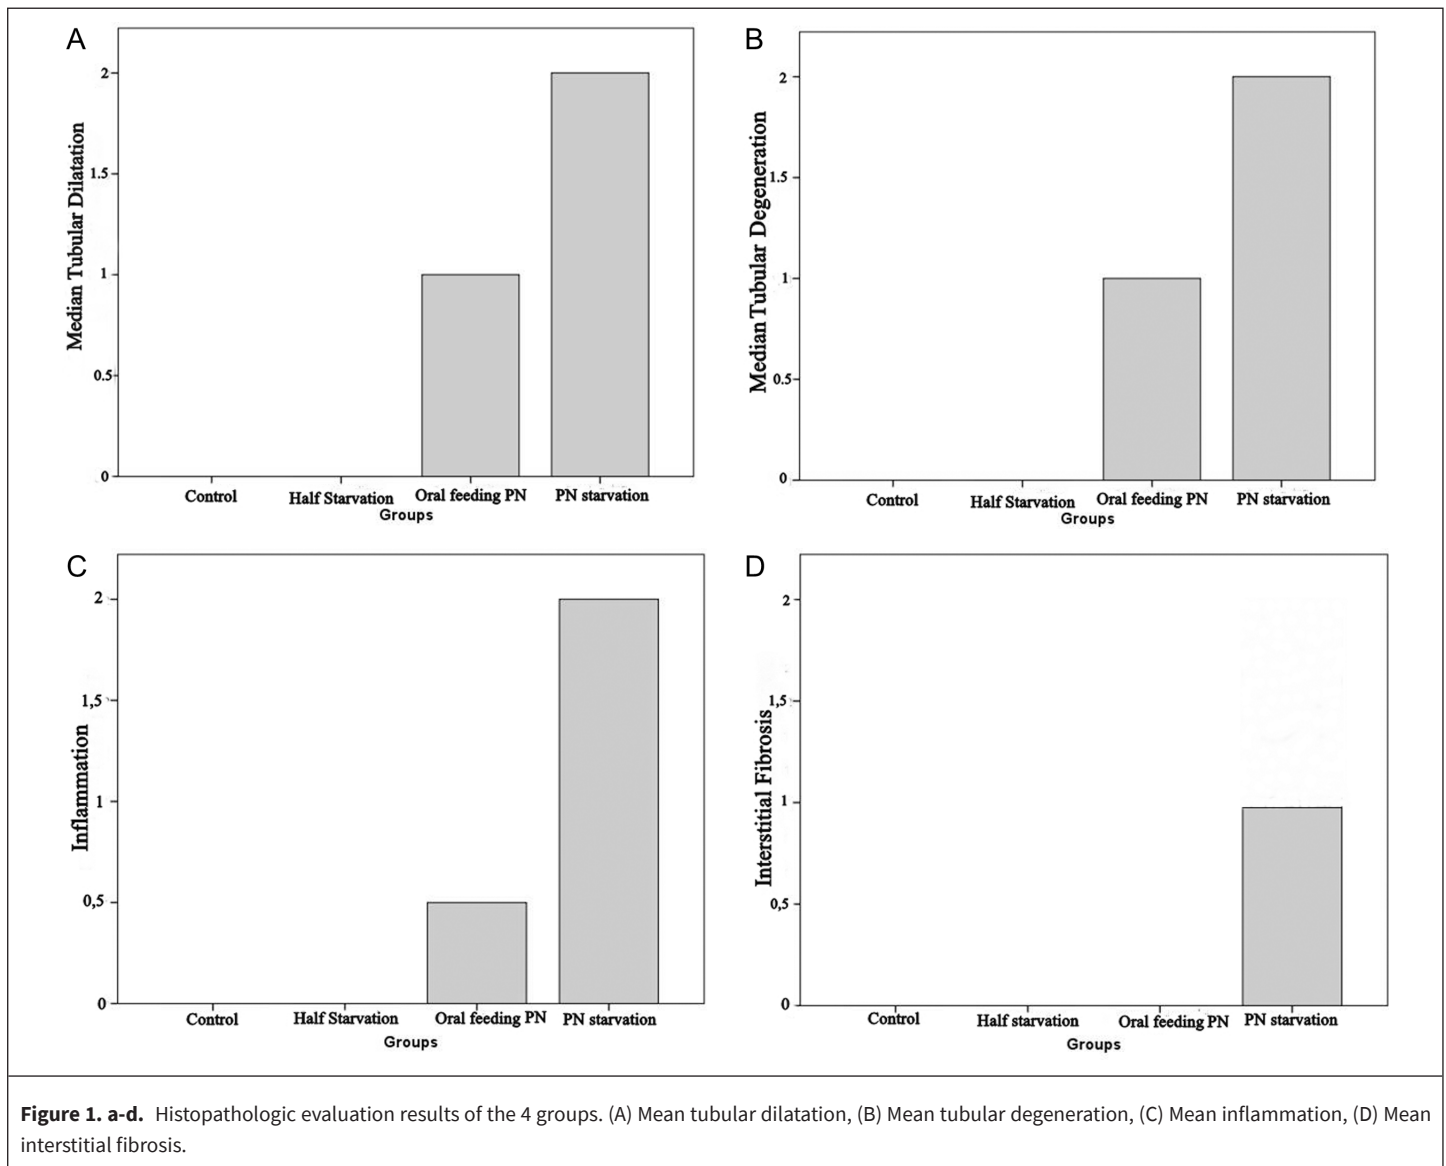 A
Median Tubular Dilatation
2
1.5
1
0.5
0
Control
Half Starvation
Oral feeding PN
PN starvation
Groups
B
Median Tubular Degeneration
2
1.5
1
0.5
0
Control
Half Starvation
Oral feeding PN
PN starvation
Groups
C
Inflammation
2
1,5
1
0,5
0
Control
Half Starvation
Oral feeding PN
PN starvation
Groups
D
Interstitial Fibrosis
2
1,5
1
0,5
0
Control
Half starvation
Oral feeding PN
PN starvation
Groups
Figure 1. a-d. Histopathologic evaluation results of the 4 groups. (A) Mean tubular dilatation, (B) Mean tubular degeneration, (C) Mean inflammation, (D) Mean
interstitial fibrosis.